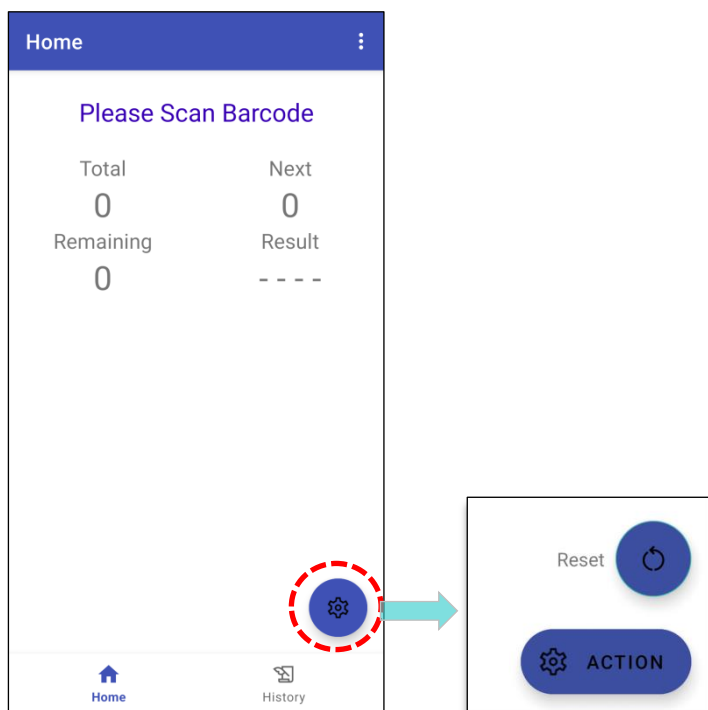 Home
Please Scan Barcode
Total Next
0 0
Remaining Result
0 - - - -
Reset
ACTION
Home History